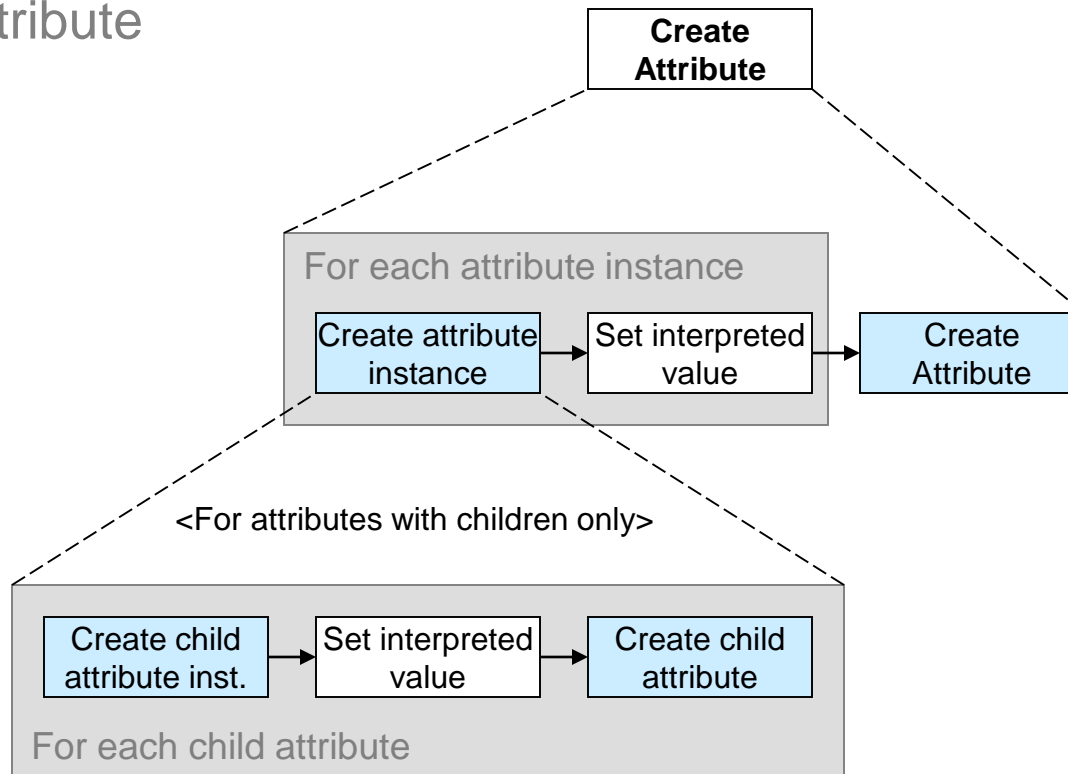 tribute
Create
Attribute
For each attribute instance
Create attribute
instance
Set interpreted
value
Create
Attribute
<For attributes with children only>
Create child
attribute inst.
Set interpreted
value
Create child
attribute
For each child attribute